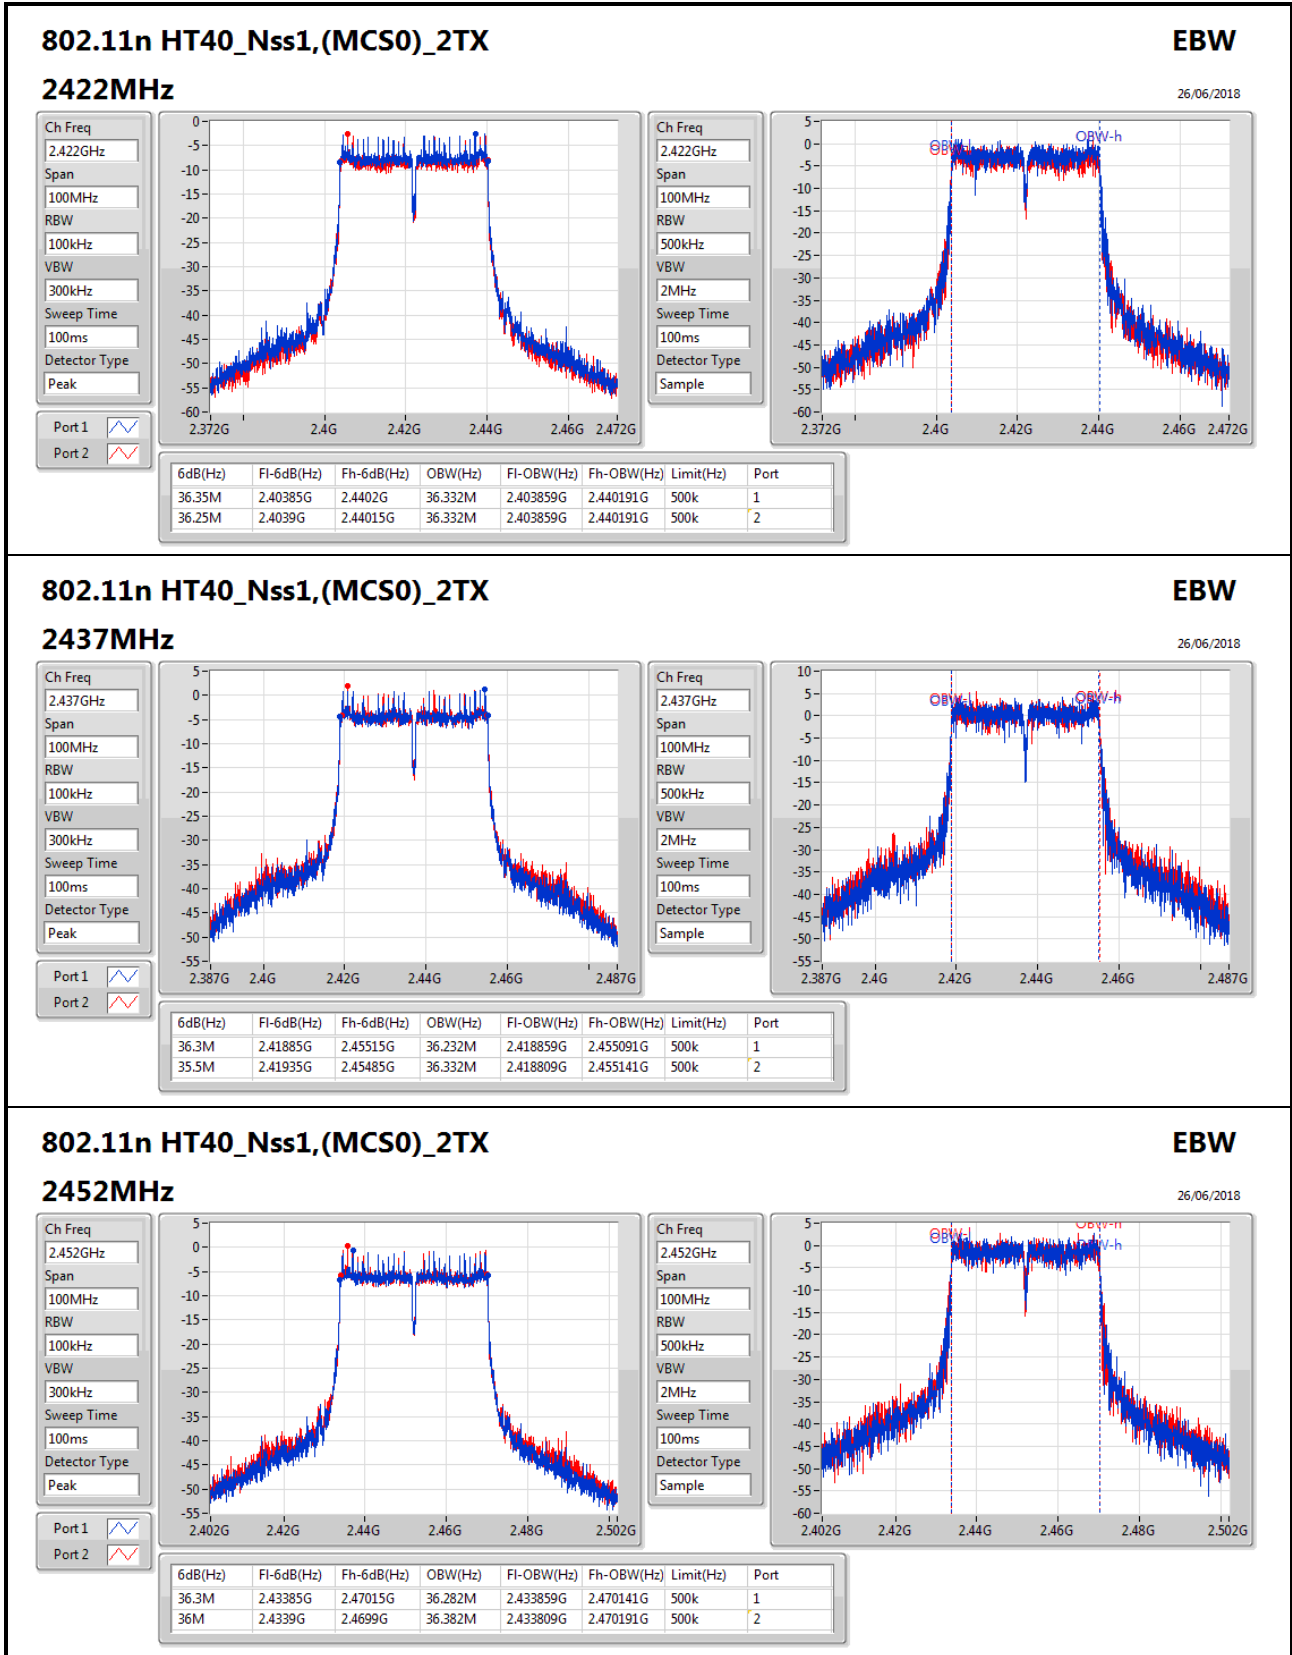 802.11n HT40_Nss1,(MCS0)_2TX EBW
2422MHz 26/06/2018
Ch Freq
2.422GHz
Span
100MHz
RBW
100kHz
VBW
300kHz
Sweep Time
100ms
Detector Type
Peak
Port 1
Port 2
0
-5
-10
-15
-20
-25
-30
-35
-40
-45
-50
-55
-60
2.372G 2.4G 2.42G 2.44G 2.46G 2.472G
Ch Freq
2.422GHz
Span
100MHz
RBW
500kHz
VBW
2MHz
Sweep Time
100ms
Detector Type
Sample
5
0
-5
-10
-15
-20
-25
-30
-35
-40
-45
-50
-55
-60
OBW-h
2.372G 2.4G 2.42G 2.44G 2.46G 2.472G
6dB(Hz) Fl-6dB(Hz) Fh-6dB(Hz) OBW(Hz) Fl-OBW(Hz) Fh-OBW(Hz) Limit(Hz) Port
36.35M 2.40385G 2.4402G 36.332M 2.403859G 2.440191G 500k 1
36.25M 2.4039G 2.44015G 36.332M 2.403859G 2.440191G 500k 2
802.11n HT40_Nss1,(MCS0)_2TX EBW
2437MHz 26/06/2018
Ch Freq
2.437GHz
Span
100MHz
RBW
100kHz
VBW
300kHz
Sweep Time
100ms
Detector Type
Peak
Port 1
Port 2
5
0
-5
-10
-15
-20
-25
-30
-35
-40
-45
-50
-55
2.387G 2.4G 2.42G 2.44G 2.46G 2.487G
Ch Freq
2.437GHz
Span
100MHz
RBW
500kHz
VBW
2MHz
Sweep Time
100ms
Detector Type
Sample
10
5
0
-5
-10
-15
-20
-25
-30
-35
-40
-45
-50
-55
OBW-h
2.387G 2.4G 2.42G 2.44G 2.46G 2.487G
6dB(Hz) Fl-6dB(Hz) Fh-6dB(Hz) OBW(Hz) Fl-OBW(Hz) Fh-OBW(Hz) Limit(Hz) Port
36.3M 2.41885G 2.45515G 36.232M 2.418859G 2.455091G 500k 1
35.5M 2.41935G 2.45485G 36.332M 2.418809G 2.455141G 500k 2
802.11n HT40_Nss1,(MCS0)_2TX EBW
2452MHz 26/06/2018
Ch Freq
2.452GHz
Span
100MHz
RBW
100kHz
VBW
300kHz
Sweep Time
100ms
Detector Type
Peak
Port 1
Port 2
5
0
-5
-10
-15
-20
-25
-30
-35
-40
-45
-50
-55
2.402G 2.42G 2.44G 2.46G 2.48G 2.502G
Ch Freq
2.452GHz
Span
100MHz
RBW
500kHz
VBW
2MHz
Sweep Time
100ms
Detector Type
Sample
5
0
-5
-10
-15
-20
-25
-30
-35
-40
-45
-50
-55
-60
OBW-h
2.402G 2.42G 2.44G 2.46G 2.48G 2.502G
6dB(Hz) Fl-6dB(Hz) Fh-6dB(Hz) OBW(Hz) Fl-OBW(Hz) Fh-OBW(Hz) Limit(Hz) Port
36.3M 2.43385G 2.47015G 36.282M 2.433859G 2.470141G 500k 1
36M 2.4339G 2.4699G 36.382M 2.433809G 2.470191G 500k 2